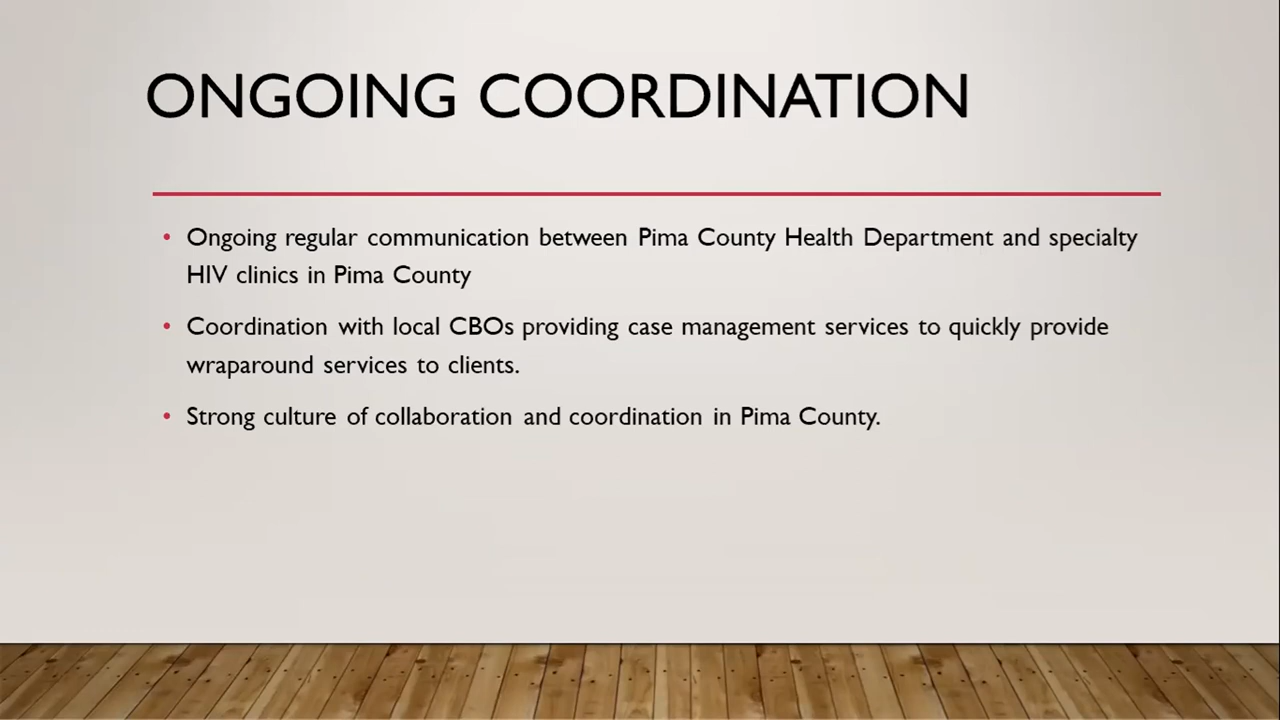 ONGOING COORDINATION
• Ongoing regular communication between Pima County Health Department and specialty
HIV clinics in Pima County
• Coordination with local CBOs providing case management services to quickly provide
wraparound services to clients.
• Strong culture of collaboration and coordination in Pima County.